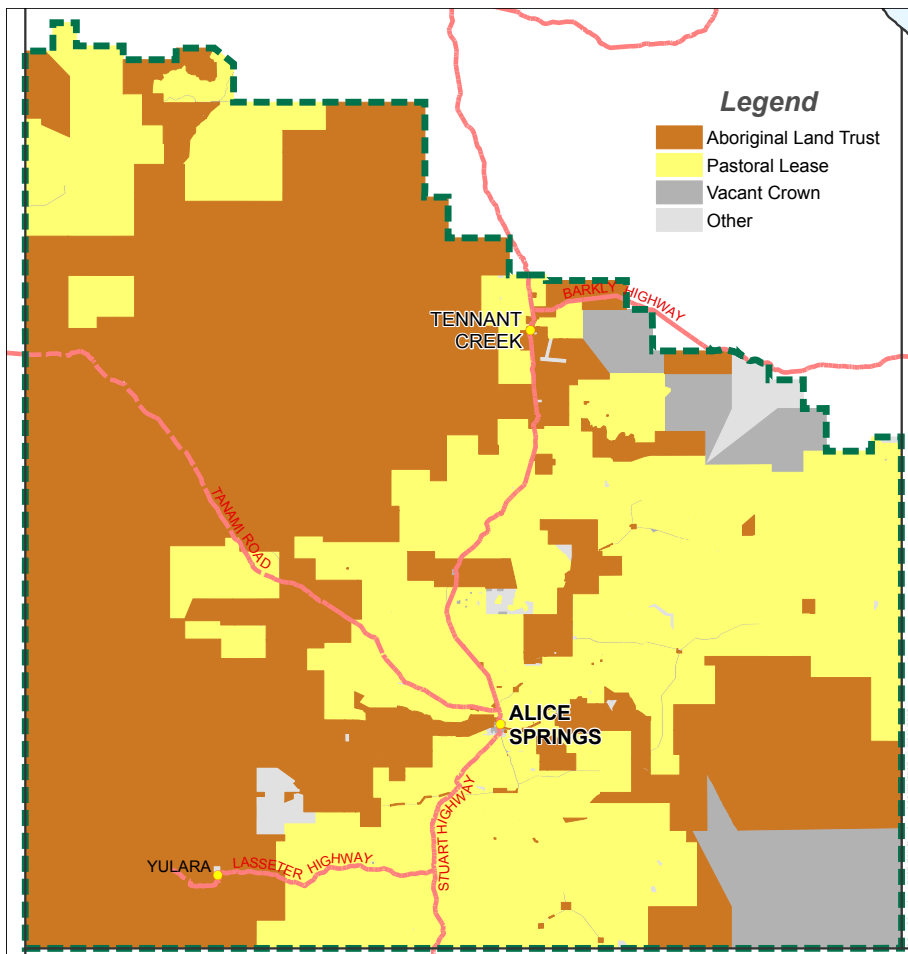 Legend
Aboriginal Land Trust
Pastoral Lease
Vacant Crown
Other
BARKLY HIGHWAY
TENNANT
CREEK
TANAMI ROAD
ALICE
SPRINGS
STUART HIGHWAY
YULARA
LASSETER HIGHWAY